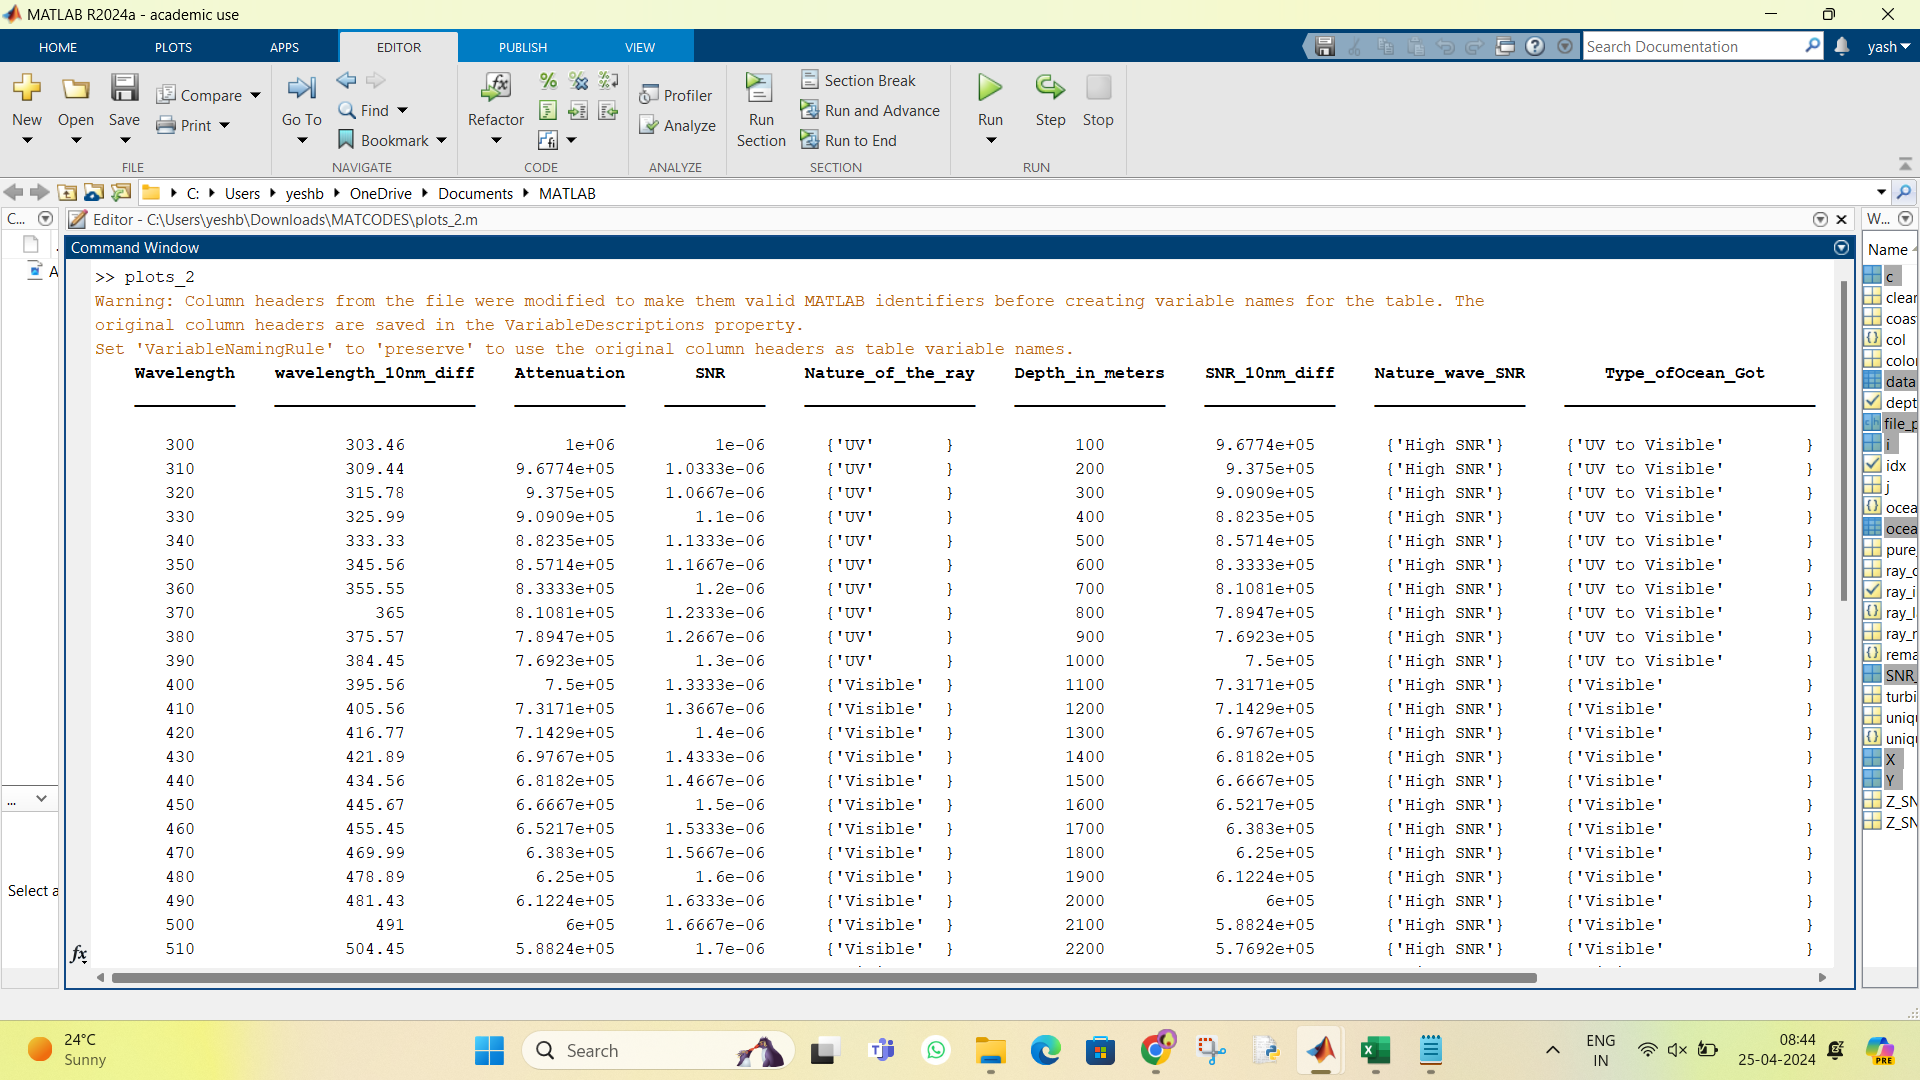 MATLAB R2024a - academic use
HOME PLOTS APPS EDITOR PUBLISH VIEW
Search Documentation
yash
New Open Save Compare Print
FILE
Go To Find Bookmark
NAVIGATE
Refactor
CODE
Profiler
Analyze
ANALYZE
Run Section
Section Break
Run and Advance
Run to End
SECTION
Run Step Stop
RUN
C: Users yeshb OneDrive Documents MATLAB
C...
Editor - C:\Users\yeshb\Downloads\MATCODES\plots_2.m
W...
Command Window
Name
>> plots_2
Warning: Column headers from the file were modified to make them valid MATLAB identifiers before creating variable names for the table. The
original column headers are saved in the VariableDescriptions property.
Set 'VariableNamingRule' to 'preserve' to use the original column headers as table variable names.
Wavelength wavelength_10nm_diff Attenuation SNR Nature_of_the_ray Depth_in_meters SNR_10nm_diff Nature_wave_SNR Type_ofOcean_Got
300 303.46 1e+06 1e-06 {'UV' } 100 9.6774e+05 {'High SNR'} {'UV to Visible' }
310 309.44 9.6774e+05 1.0333e-06 {'UV' } 200 9.375e+05 {'High SNR'} {'UV to Visible' }
320 315.78 9.375e+05 1.0667e-06 {'UV' } 300 9.0909e+05 {'High SNR'} {'UV to Visible' }
330 325.99 9.0909e+05 1.1e-06 {'UV' } 400 8.8235e+05 {'High SNR'} {'UV to Visible' }
340 333.33 8.8235e+05 1.1333e-06 {'UV' } 500 8.5714e+05 {'High SNR'} {'UV to Visible' }
350 345.56 8.5714e+05 1.1667e-06 {'UV' } 600 8.3333e+05 {'High SNR'} {'UV to Visible' }
360 355.55 8.3333e+05 1.2e-06 {'UV' } 700 8.1081e+05 {'High SNR'} {'UV to Visible' }
370 365 8.1081e+05 1.2333e-06 {'UV' } 800 7.8947e+05 {'High SNR'} {'UV to Visible' }
380 375.57 7.8947e+05 1.2667e-06 {'UV' } 900 7.6923e+05 {'High SNR'} {'UV to Visible' }
390 384.45 7.6923e+05 1.3e-06 {'UV' } 1000 7.5e+05 {'High SNR'} {'UV to Visible' }
400 395.56 7.5e+05 1.3333e-06 {'Visible' } 1100 7.3171e+05 {'High SNR'} {'Visible' }
410 405.56 7.3171e+05 1.3667e-06 {'Visible' } 1200 7.1429e+05 {'High SNR'} {'Visible' }
420 416.77 7.1429e+05 1.4e-06 {'Visible' } 1300 6.9767e+05 {'High SNR'} {'Visible' }
430 421.89 6.9767e+05 1.4333e-06 {'Visible' } 1400 6.8182e+05 {'High SNR'} {'Visible' }
440 434.56 6.8182e+05 1.4667e-06 {'Visible' } 1500 6.6667e+05 {'High SNR'} {'Visible' }
450 445.67 6.6667e+05 1.5e-06 {'Visible' } 1600 6.5217e+05 {'High SNR'} {'Visible' }
460 455.45 6.5217e+05 1.5333e-06 {'Visible' } 1700 6.383e+05 {'High SNR'} {'Visible' }
470 469.99 6.383e+05 1.5667e-06 {'Visible' } 1800 6.25e+05 {'High SNR'} {'Visible' }
480 478.89 6.25e+05 1.6e-06 {'Visible' } 1900 6.1224e+05 {'High SNR'} {'Visible' }
490 481.43 6.1224e+05 1.6333e-06 {'Visible' } 2000 6e+05 {'High SNR'} {'Visible' }
500 491 6e+05 1.6667e-06 {'Visible' } 2100 5.8824e+05 {'High SNR'} {'Visible' }
510 504.45 5.8824e+05 1.7e-06 {'Visible' } 2200 5.7692e+05 {'High SNR'} {'Visible' }
fx
A
...
Select a
c
clear
coas
col
colo
data
dept
file_p
i
idx
j
ocea
ocea
pure
ray_c
ray_i
ray_l
ray_r
rema
SNR_
turbi
uniq
uniq
X
Y
Z_SN
Z_SN
24°C
Sunny
Search
ENG
IN
08:44
25-04-2024
PRE